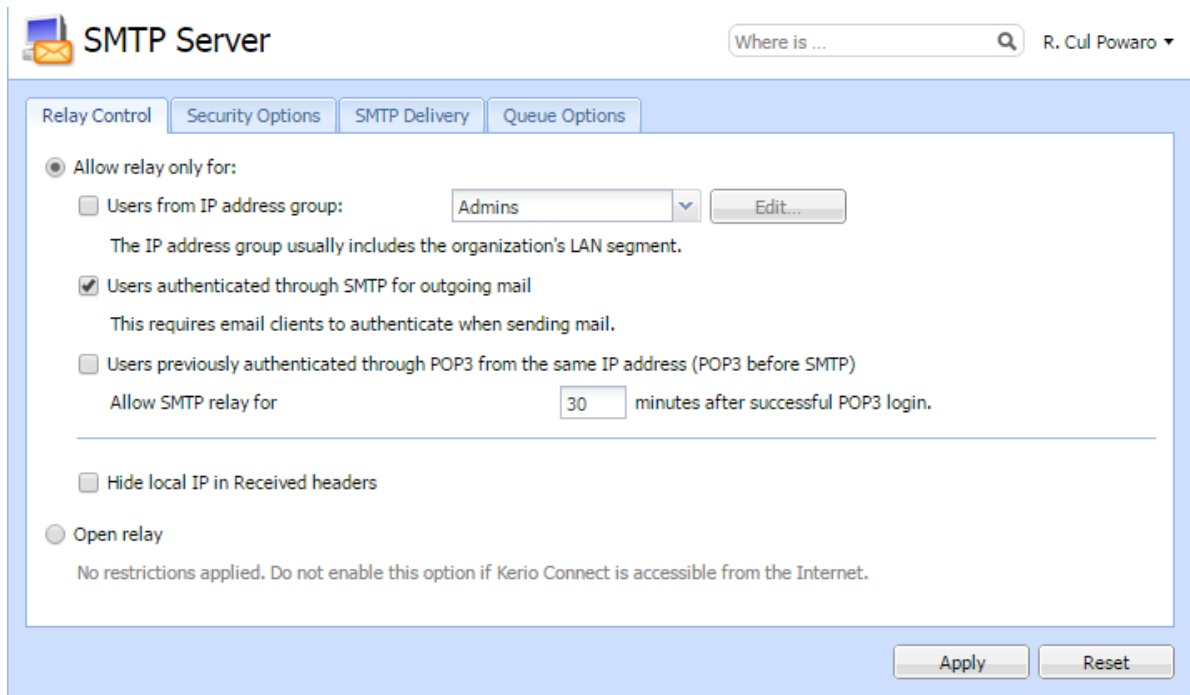 SMTP Server
Where is ...
R. Cul Powaro
Relay Control
Security Options
SMTP Delivery
Queue Options
Allow relay only for:
Users from IP address group:
Admins
Edit...
The IP address group usually includes the organization's LAN segment.
Users authenticated through SMTP for outgoing mail
This requires email clients to authenticate when sending mail.
Users previously authenticated through POP3 from the same IP address (POP3 before SMTP)
Allow SMTP relay for 30 minutes after successful POP3 login.
Hide local IP in Received headers
Open relay
No restrictions applied. Do not enable this option if Kerio Connect is accessible from the Internet.
Apply
Reset